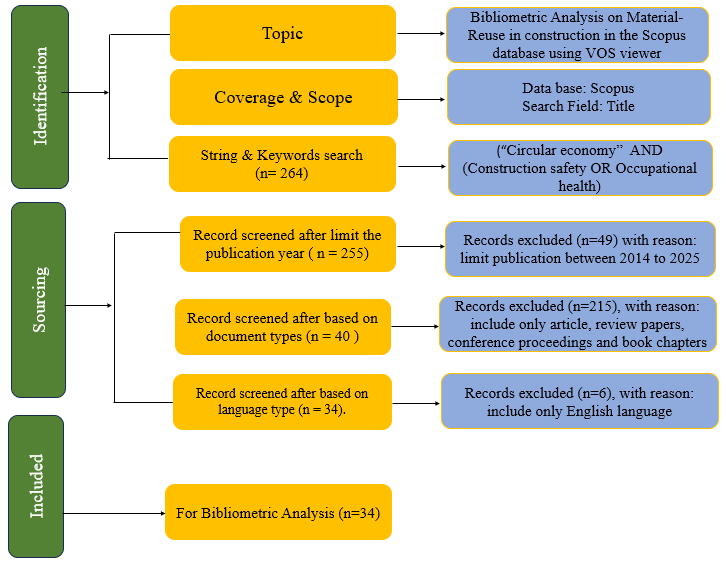 Identification
Topic
Bibliometric Analysis on Material-
Reuse in construction in the Scopus
database using VOS viewer
Coverage & Scope
Data base: Scopus
Search Field: Title
String & Keywords search
(n= 264)
(“Circular economy” AND
(Construction safety OR Occupational
health)
Sourcing
Record screened after limit the
publication year ( n = 255)
Records excluded (n=49) with reason:
limit publication between 2014 to 2025
Record screened after based on
document types (n = 40 )
Records excluded (n=215), with reason:
include only article, review papers,
conference proceedings and book chapters
Record screened after based on
language type (n = 34).
Records excluded (n=6), with reason:
include only English language
Included
For Bibliometric Analysis (n=34)